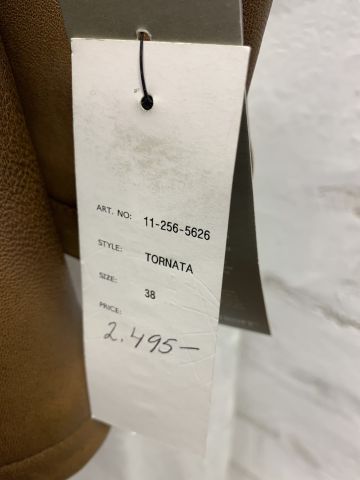 ART. NO: 11-256-5626
STYLE: TORNATA
SIZE: 38
PRICE:
2.495—